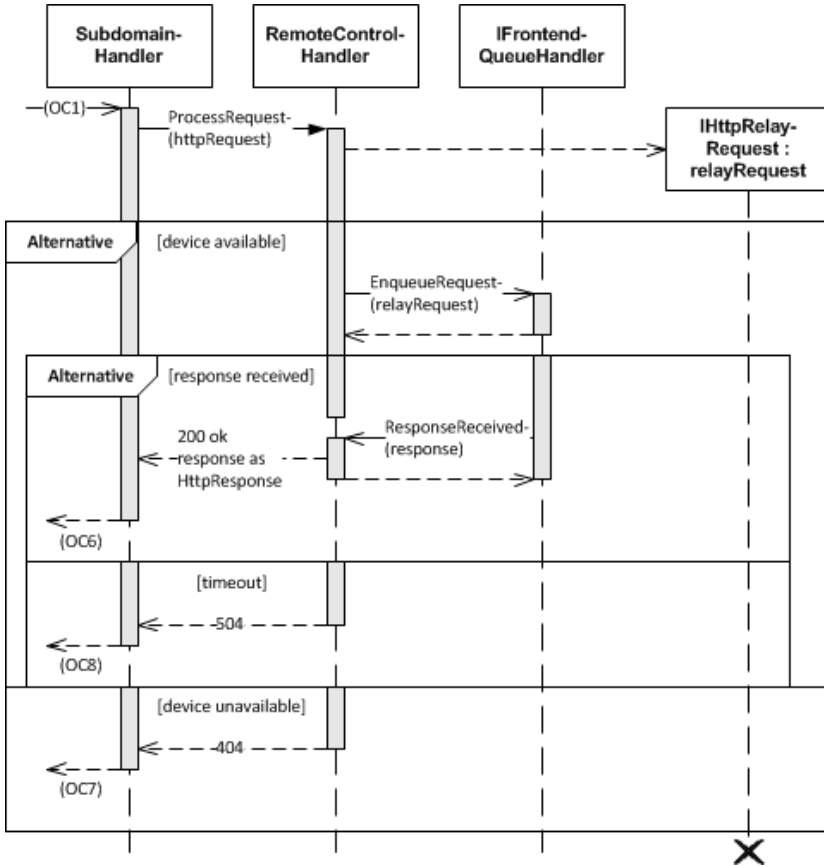 Subdomain-
Handler
RemoteControl-
Handler
IFrontend-
QueueHandler
(OC1)
ProcessRequest-
(httpRequest)
IHttpRelay-
Request :
relayRequest
Alternative
[device available]
EnqueueRequest-
(relayRequest)
Alternative
[response received]
ResponseReceived-
(response)
200 ok
response as
HttpResponse
(OC6)
[timeout]
504
(OC8)
[device unavailable]
404
(OC7)